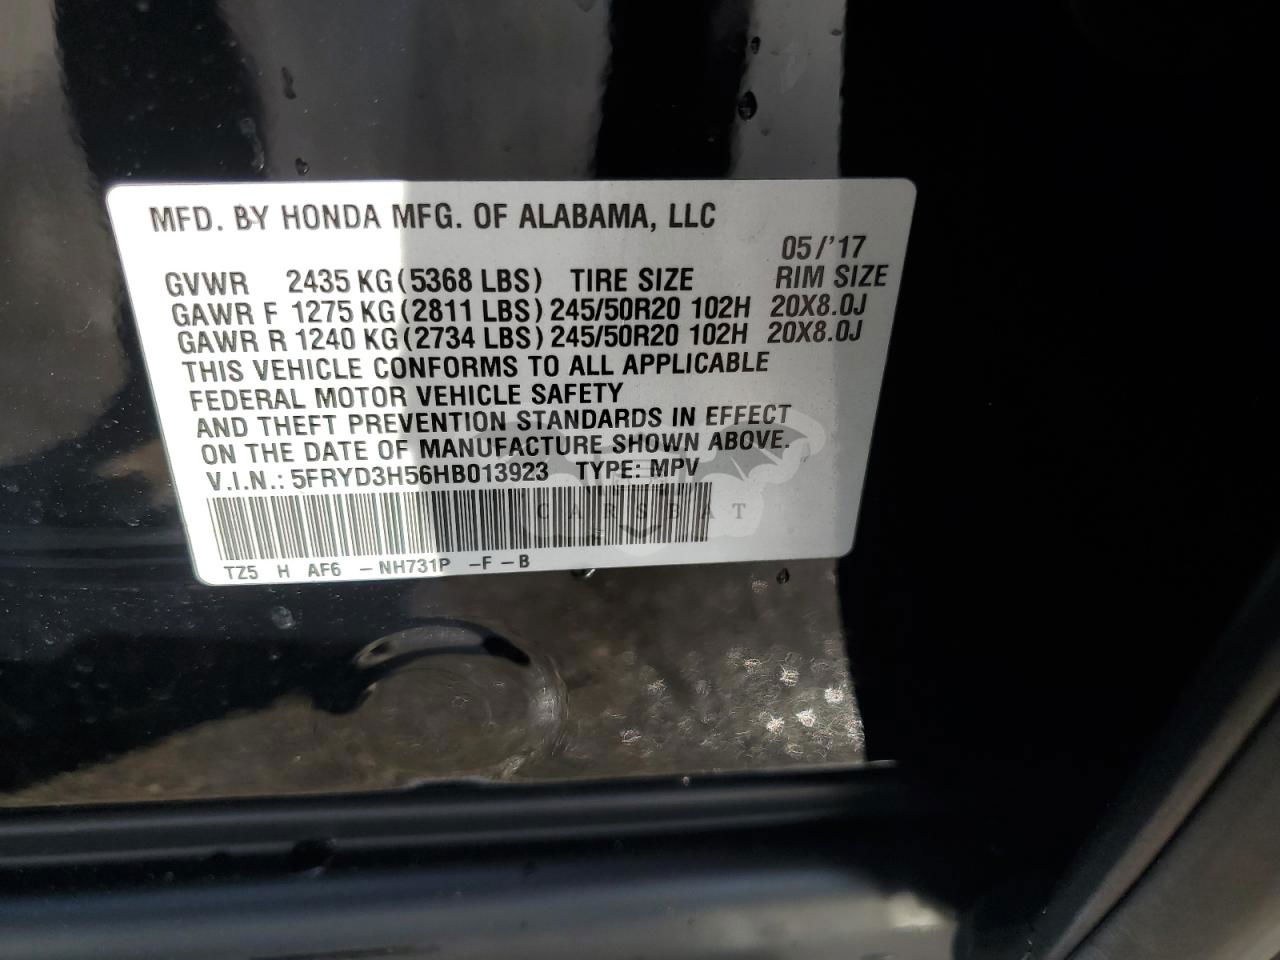 MFD. BY HONDA MFG. OF ALABAMA, LLC
05/'17
GVWR 2435 KG (5368 LBS) TIRE SIZE RIM SIZE
GAWR F 1275 KG (2811 LBS) 245/50R20 102H 20X8.0J
GAWR R 1240 KG (2734 LBS) 245/50R20 102H 20X8.0J
THIS VEHICLE CONFORMS TO ALL APPLICABLE
FEDERAL MOTOR VEHICLE SAFETY
AND THEFT PREVENTION STANDARDS IN EFFECT
ON THE DATE OF MANUFACTURE SHOWN ABOVE.
V.I.N.: 5FRYD3H56HB013923 TYPE: MPV
CARSBAT
TZ5 H AF6 - NH731P - F - B